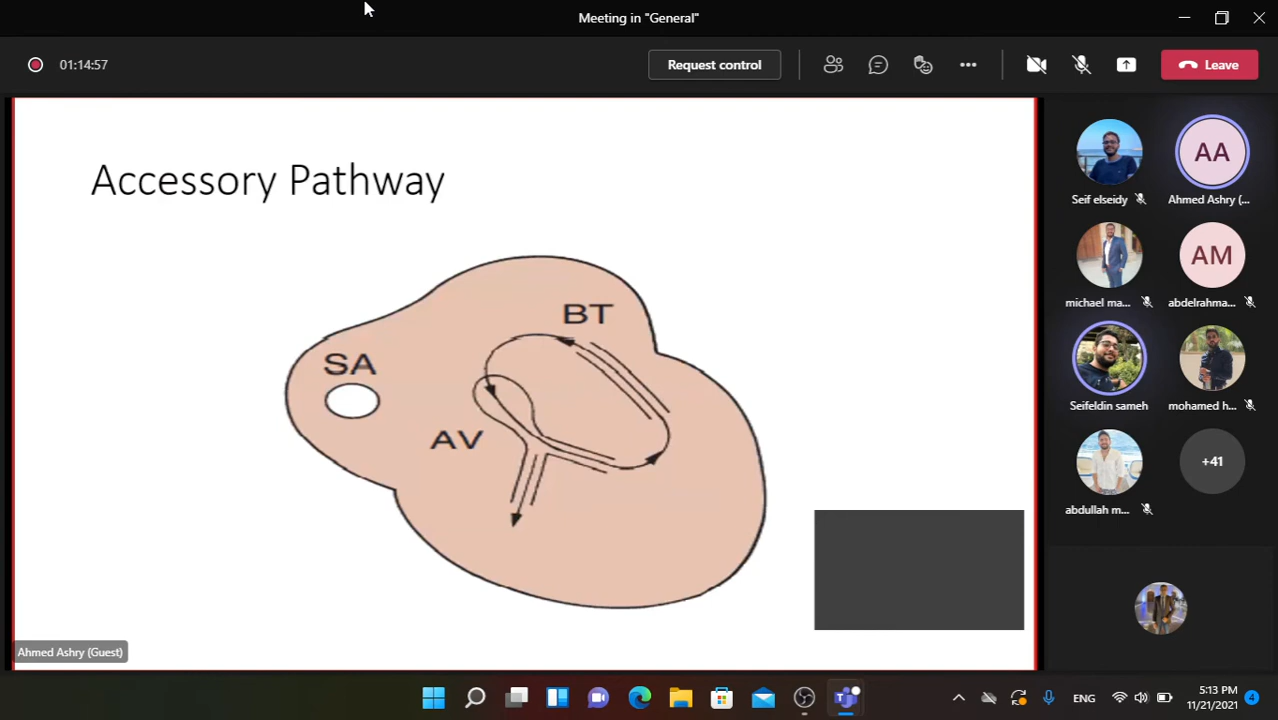 Meeting in "General"
01:14:57
Request control
Leave
Accessory Pathway
BT
SA
AV
Seif elseidy
AA
Ahmed Ashry (...
michael ma...
AM
abdelrahma...
Seifeldin sameh
mohamed h...
abdullah m...
+41
Ahmed Ashry (Guest)
ENG
5:13 PM
11/21/2021
4